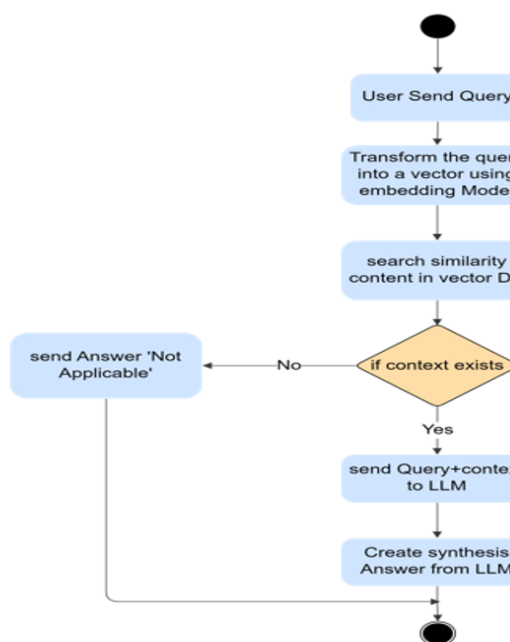 User Send Query
Transform the quer
into a vector using
embedding Mode
search similarity
content in vector D
if context exists
No
send Answer 'Not
Applicable'
Yes
send Query+conte
to LLM
Create synthesis
Answer from LLM